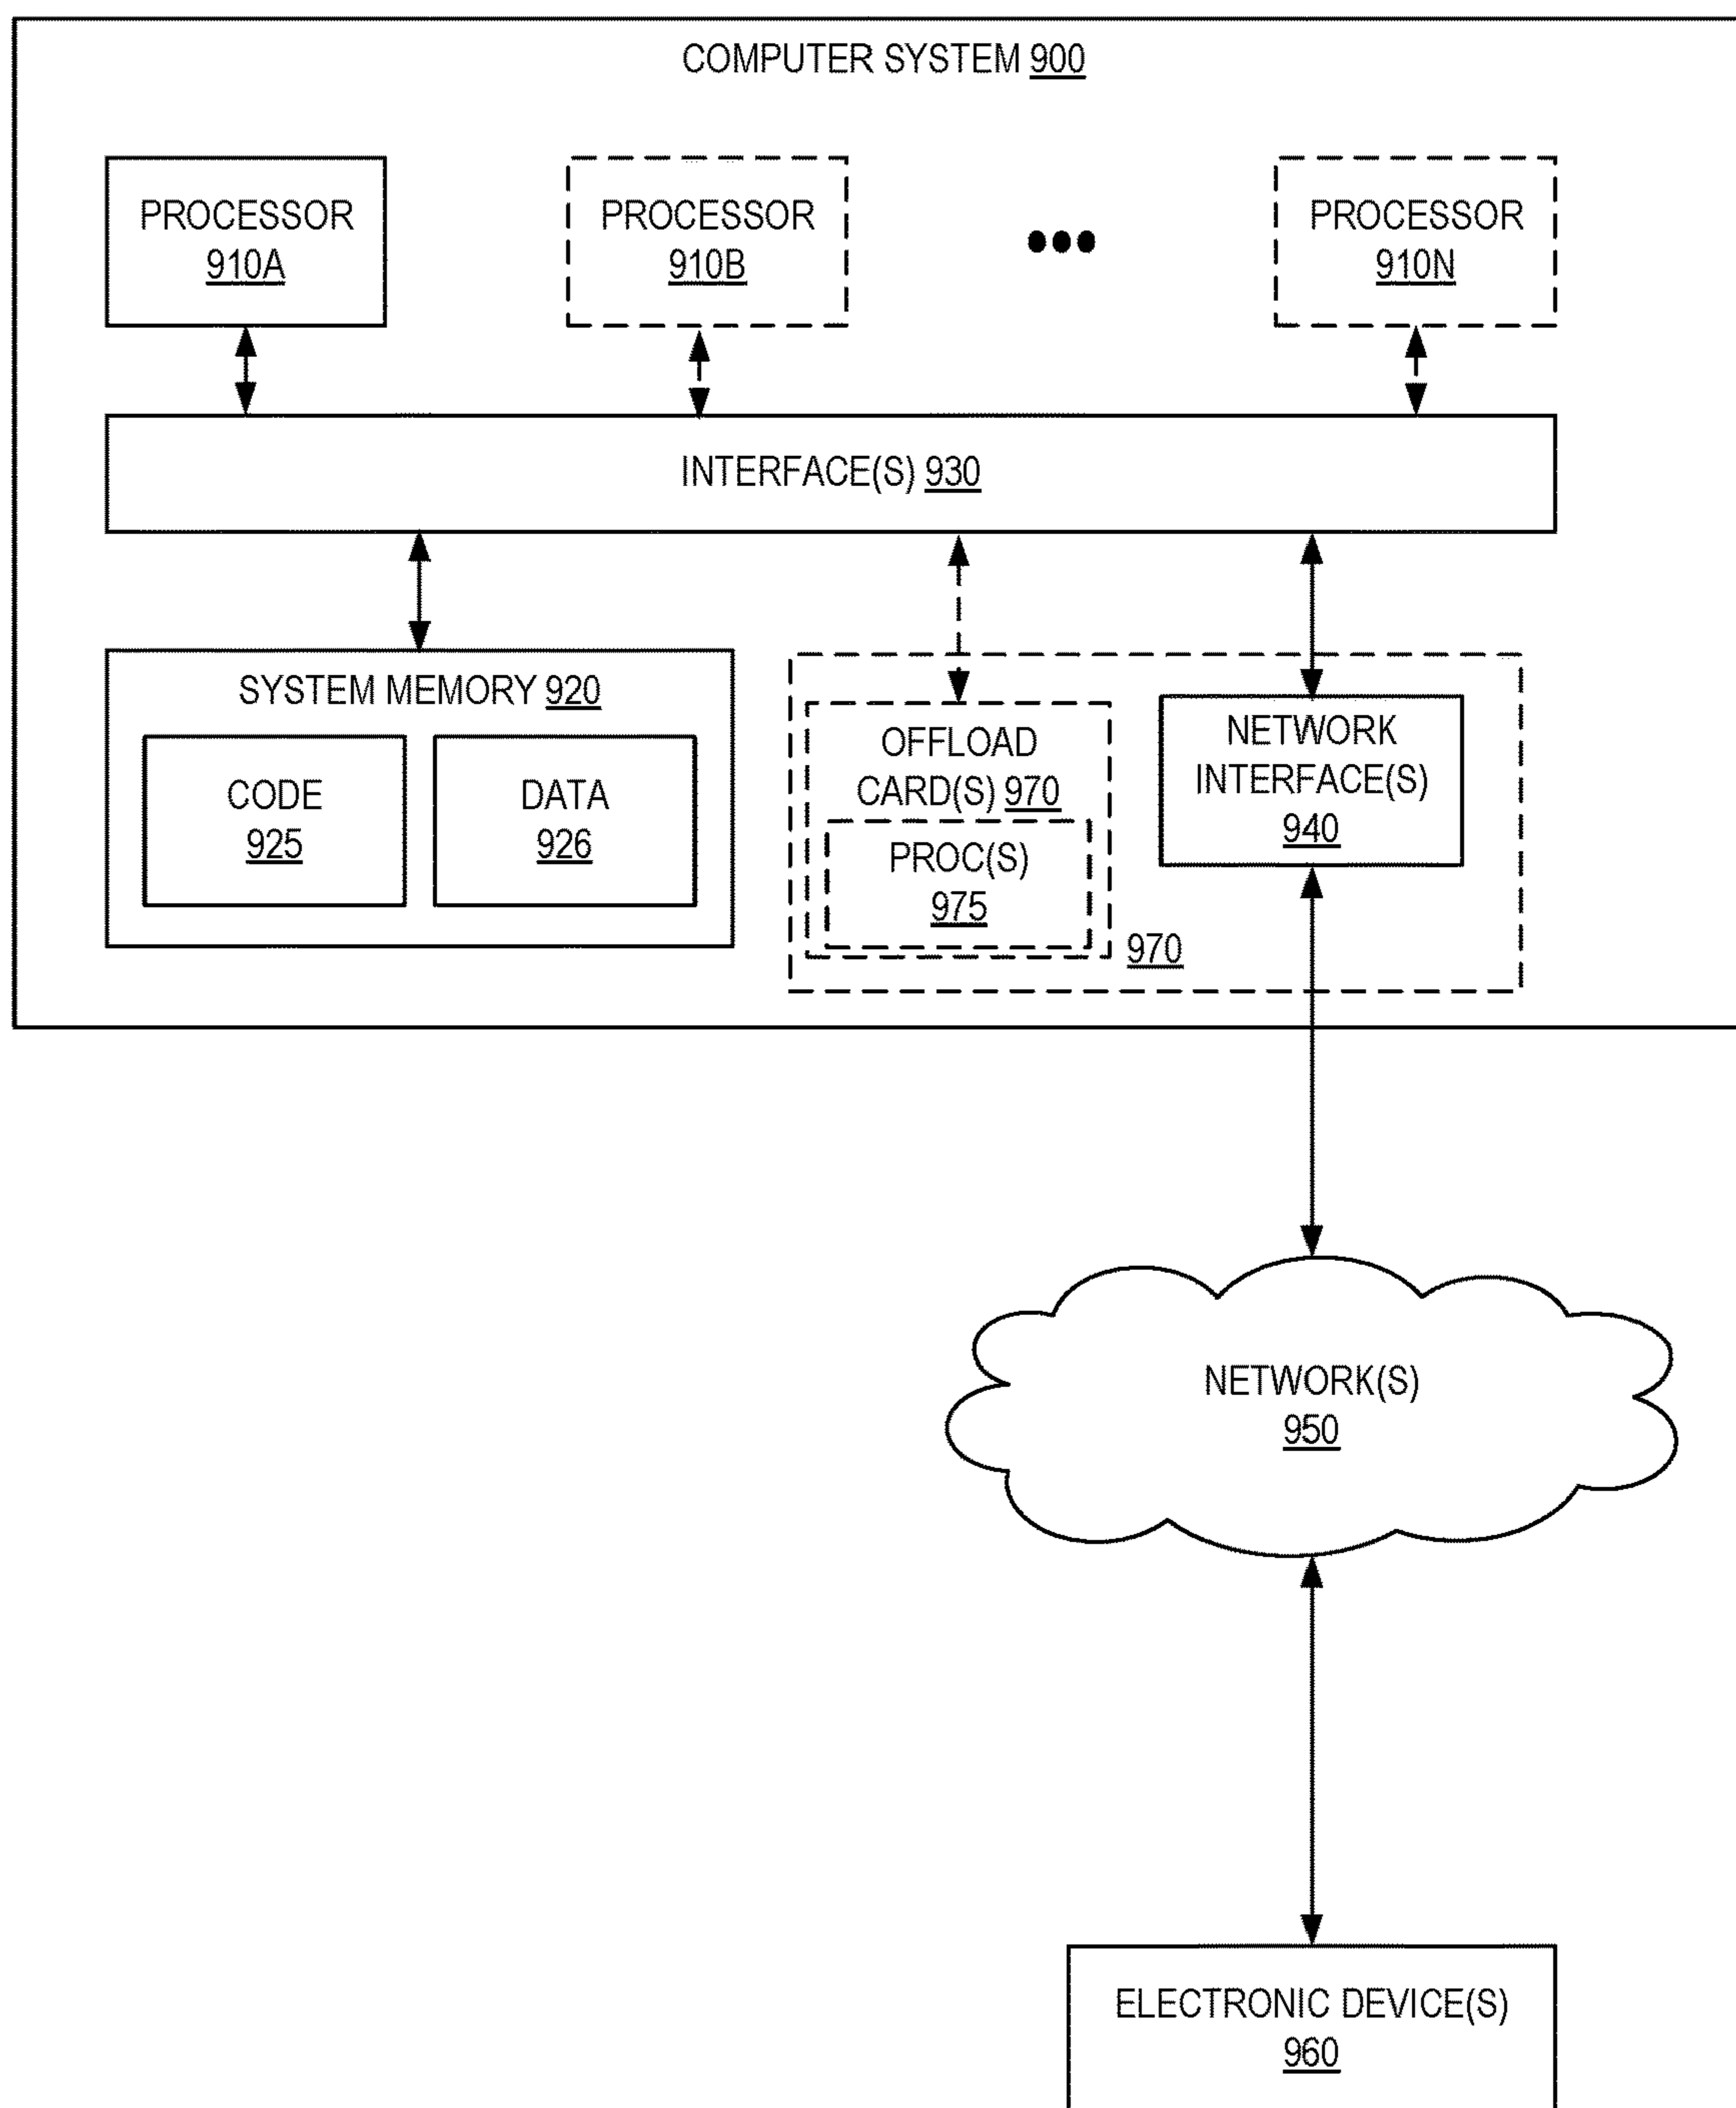 COMPUTER SYSTEM 900
PROCESSOR
910A
PROCESSOR
910B
PROCESSOR
910N
INTERFACE(S) 930
SYSTEM MEMORY 920
CODE
925
DATA
926
OFFLOAD
CARD(S) 970
PROC(S)
975
970
NETWORK
INTERFACE(S)
940
NETWORK(S)
950
ELECTRONIC DEVICE(S)
960